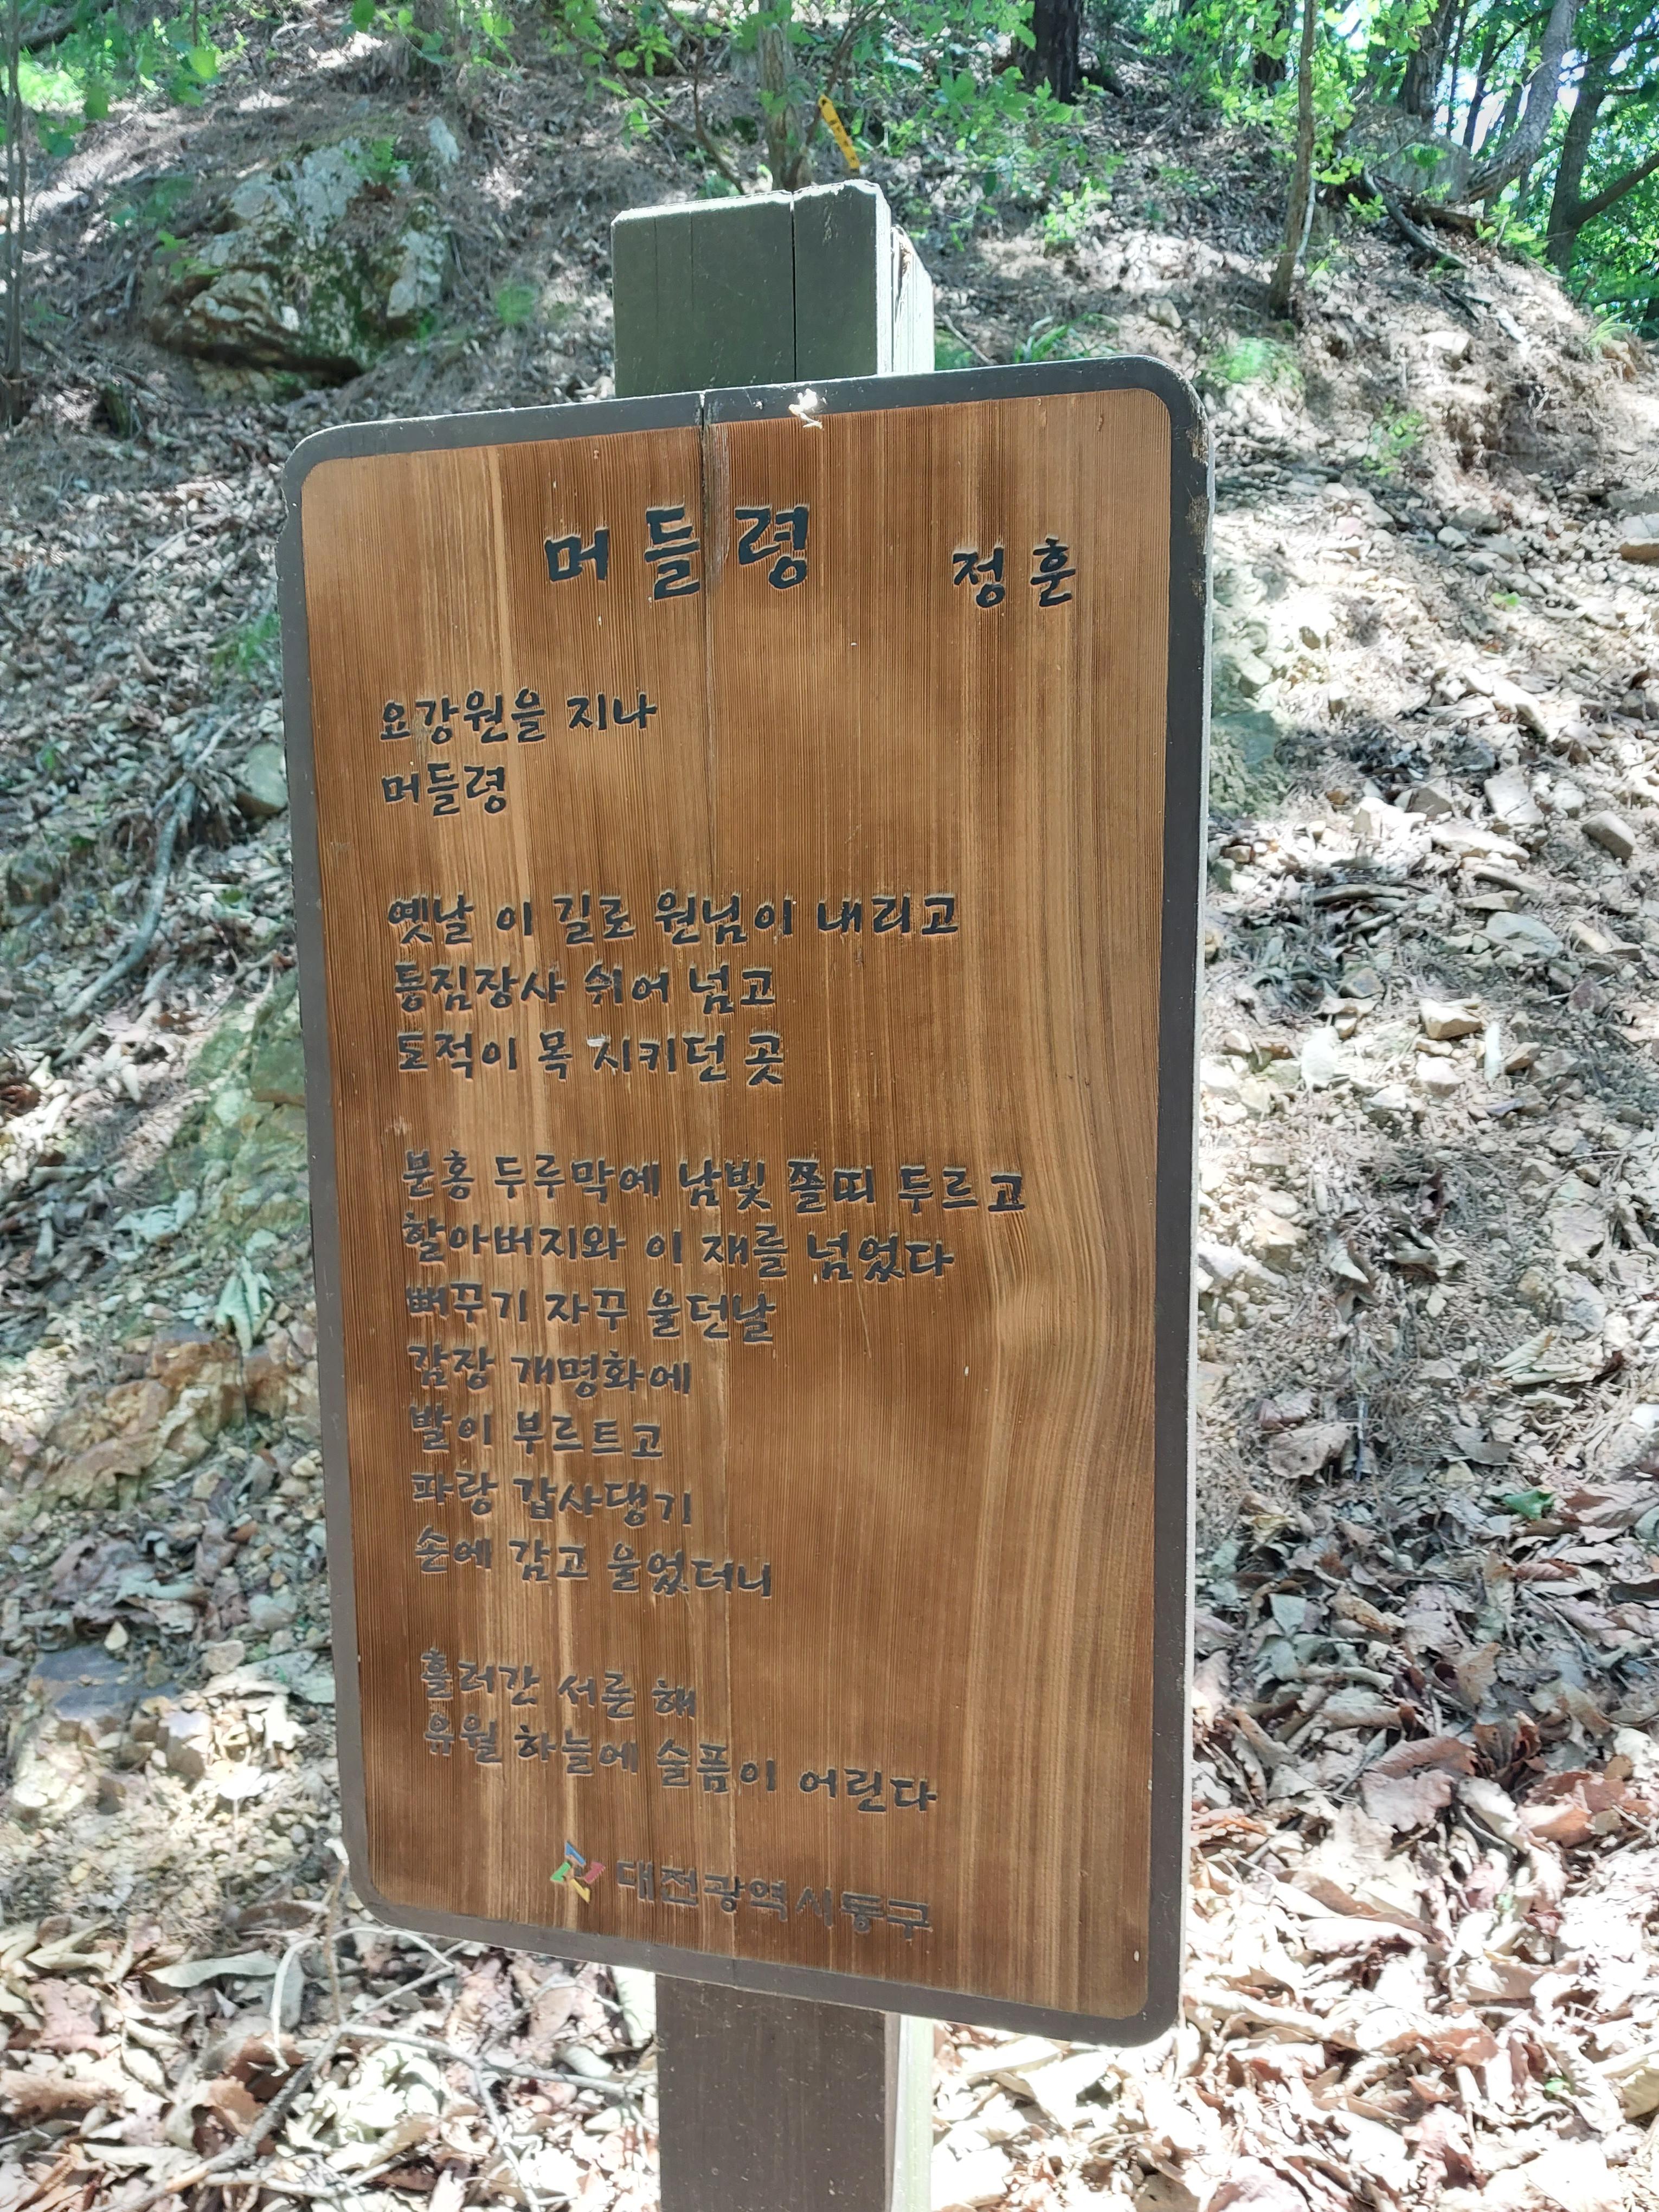 머들령 정훈
요강원을 지나
머들령
옛날 이 길로 원님이 내리고
등짐장사 쉬어 넘고
도적이 목 지키던 곳
분홍 두루막에 남빛 쫄띠 두르고
할아버지와 이 재를 넘었다
뻐꾸기 자꾸 울던날
감장 개명화에
발이 부르트고
파랑 갑사댕기
손에 감고 울었더니
흘러간 서른 해
유월 하늘에 슬픔이 어린다
대전광역시동구